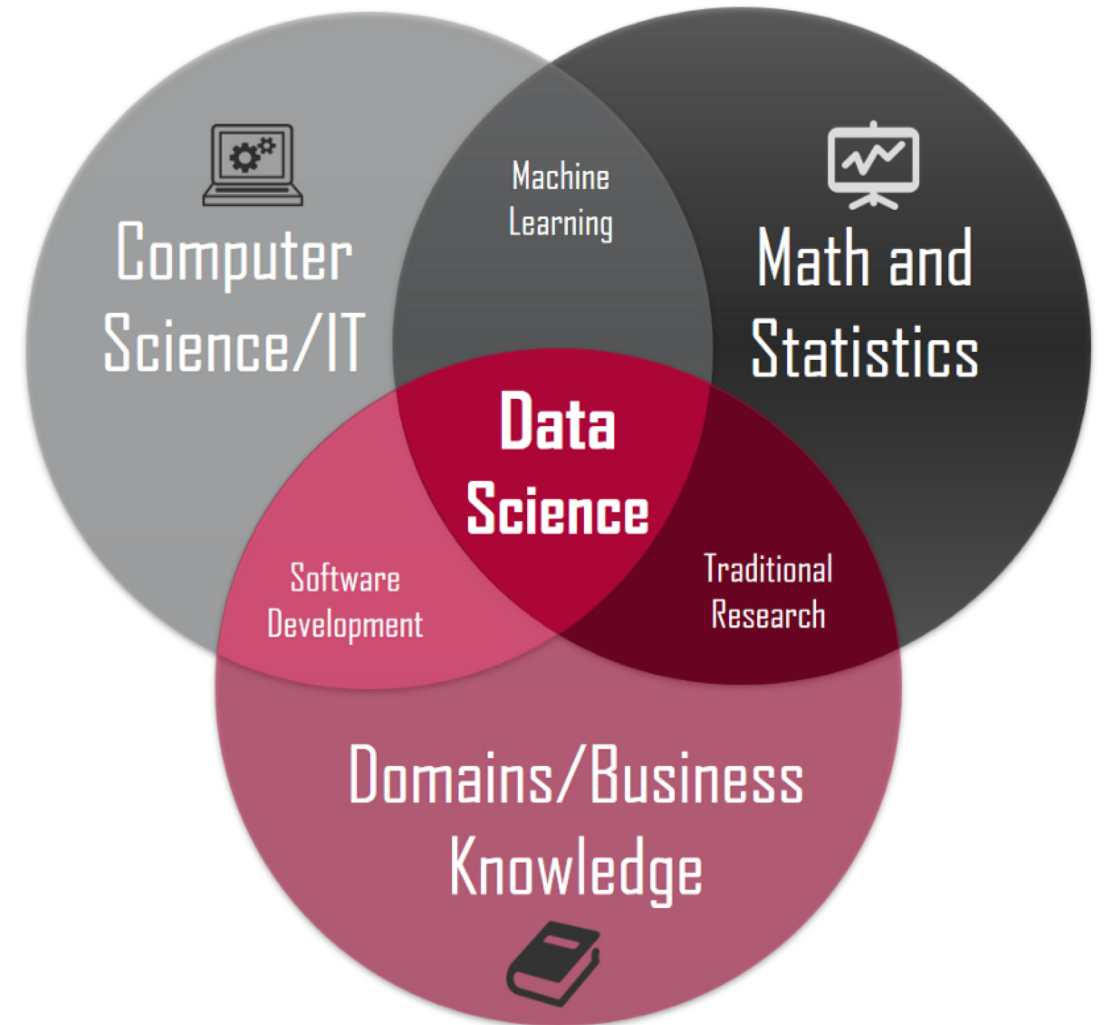 Machine
Learning
Computer
Science/IT
Math and
Statistics
Data
Science
Software
Development
Traditional
Research
Domains/Business
Knowledge